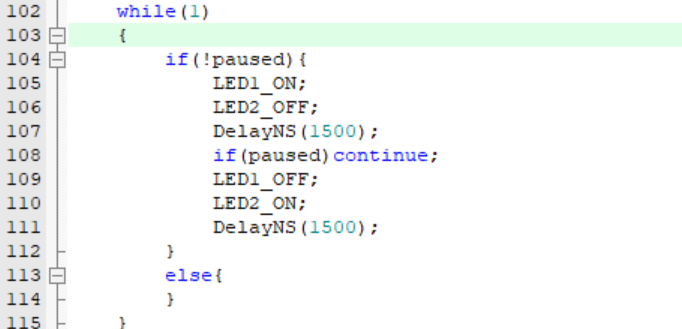 102 while(1)
103 {
104 if(!paused){
105 LED1_ON;
106 LED2_OFF;
107 DelayNS(1500);
108 if(paused)continue;
109 LED1_OFF;
110 LED2_ON;
111 DelayNS(1500);
112 }
113 else{
114 }
115 }